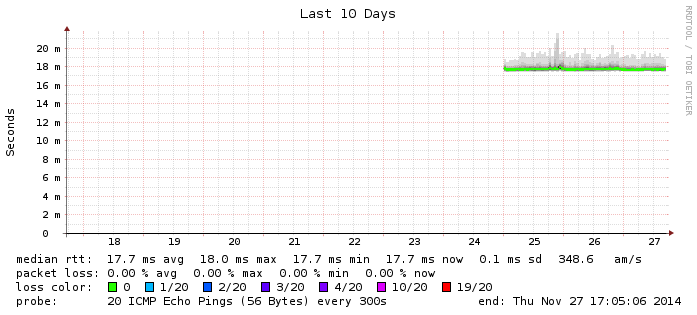 Last 10 Days
RRDTOOL / TOBI OETIKER
Seconds
20 m
18 m
16 m
14 m
12 m
10 m
8 m
6 m
4 m
2 m
0
18 19 20 21 22 23 24 25 26 27
median rtt: 17.7 ms avg 18.0 ms max 17.7 ms min 17.7 ms now 0.1 ms sd 348.6 am/s
packet loss: 0.00 % avg 0.00 % max 0.00 % min 0.00 % now
loss color: 0 1/20 2/20 3/20 4/20 10/20 19/20
probe: 20 ICMP Echo Pings (56 Bytes) every 300s end: Thu Nov 27 17:05:06 2014